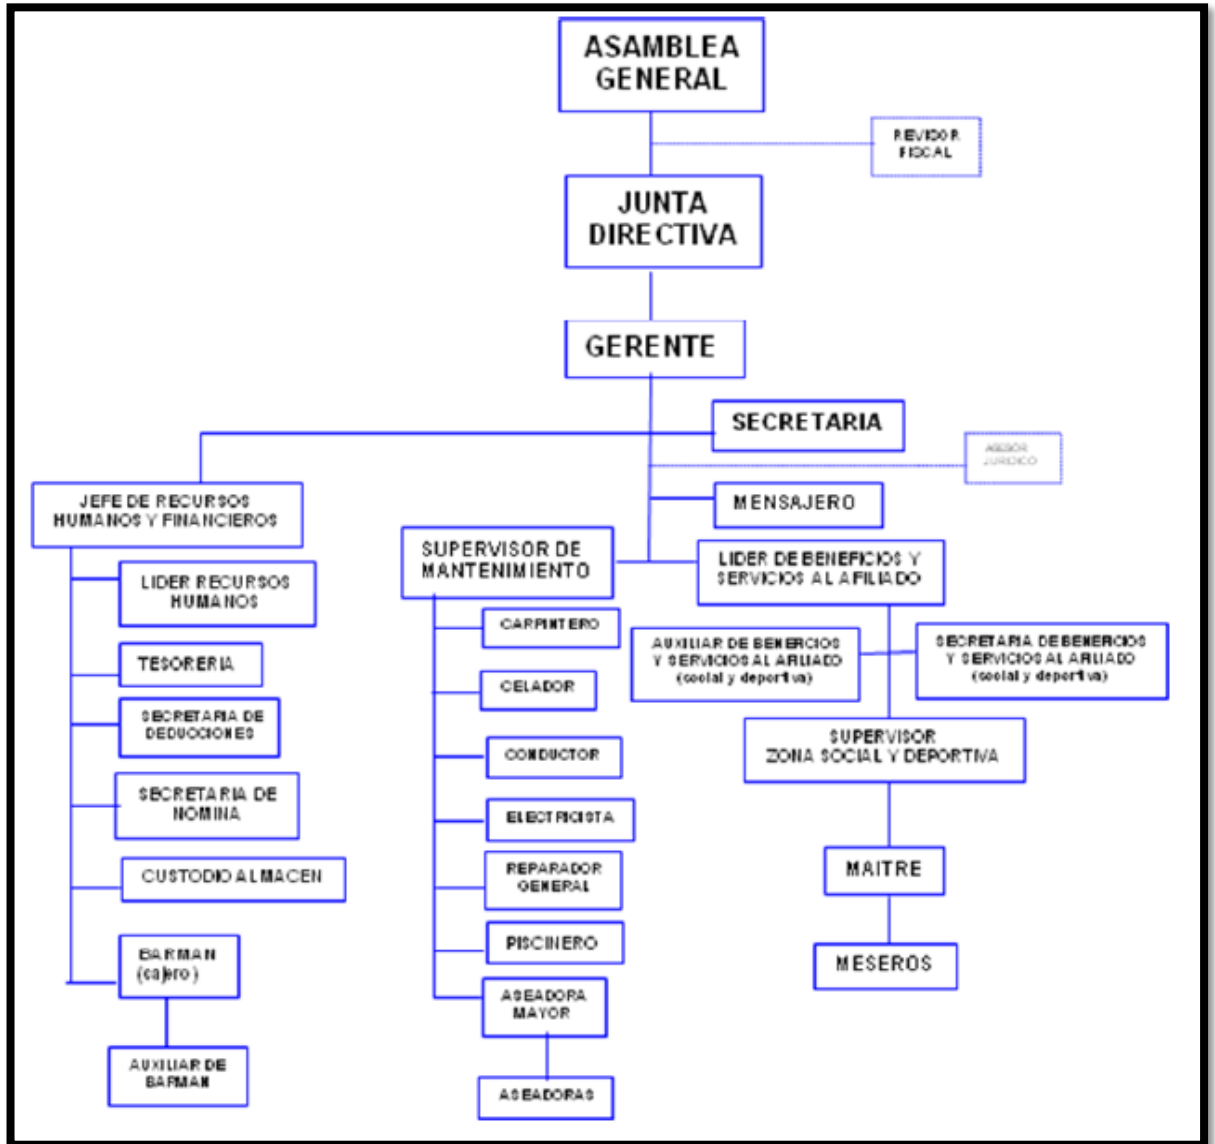 ASAMBLEA
GENERAL
REVISOR
FISCAL
JUNTA
DIRECTIVA
GERENTE
SECRETARIA
ASESOR
JURIDICO
JEFE DE RECURSOS
HUMANOS Y FINANCIEROS
MENSAJERO
SUPERVISOR DE
MANTENIMIENTO
LIDER DE BENEFICIOS Y
SERVICIOS AL AFILIADO
LIDER RECURSOS
HUMANOS
CARPINTERO
AUXILIAR DE BENEFICIOS
Y SERVICIOS AL AFILIADO
(social y deportiva)
SECRETARIA DE BENEFICIOS
Y SERVICIOS AL AFILIADO
(social y deportiva)
TESORERIA
CELADOR
SECRETARIA DE
DEDUCCIONES
CONDUCTOR
SUPERVISOR
ZONA SOCIAL Y DEPORTIVA
SECRETARIA DE
NOMINA
ELECTRICISTA
CUSTODIO ALMACEN
REPARADOR
GENERAL
MAITRE
BARMAN
(cajero)
PISCINERO
MESEROS
ASEADORA
MAYOR
AUXILIAR DE
BARMAN
ASEADORAS